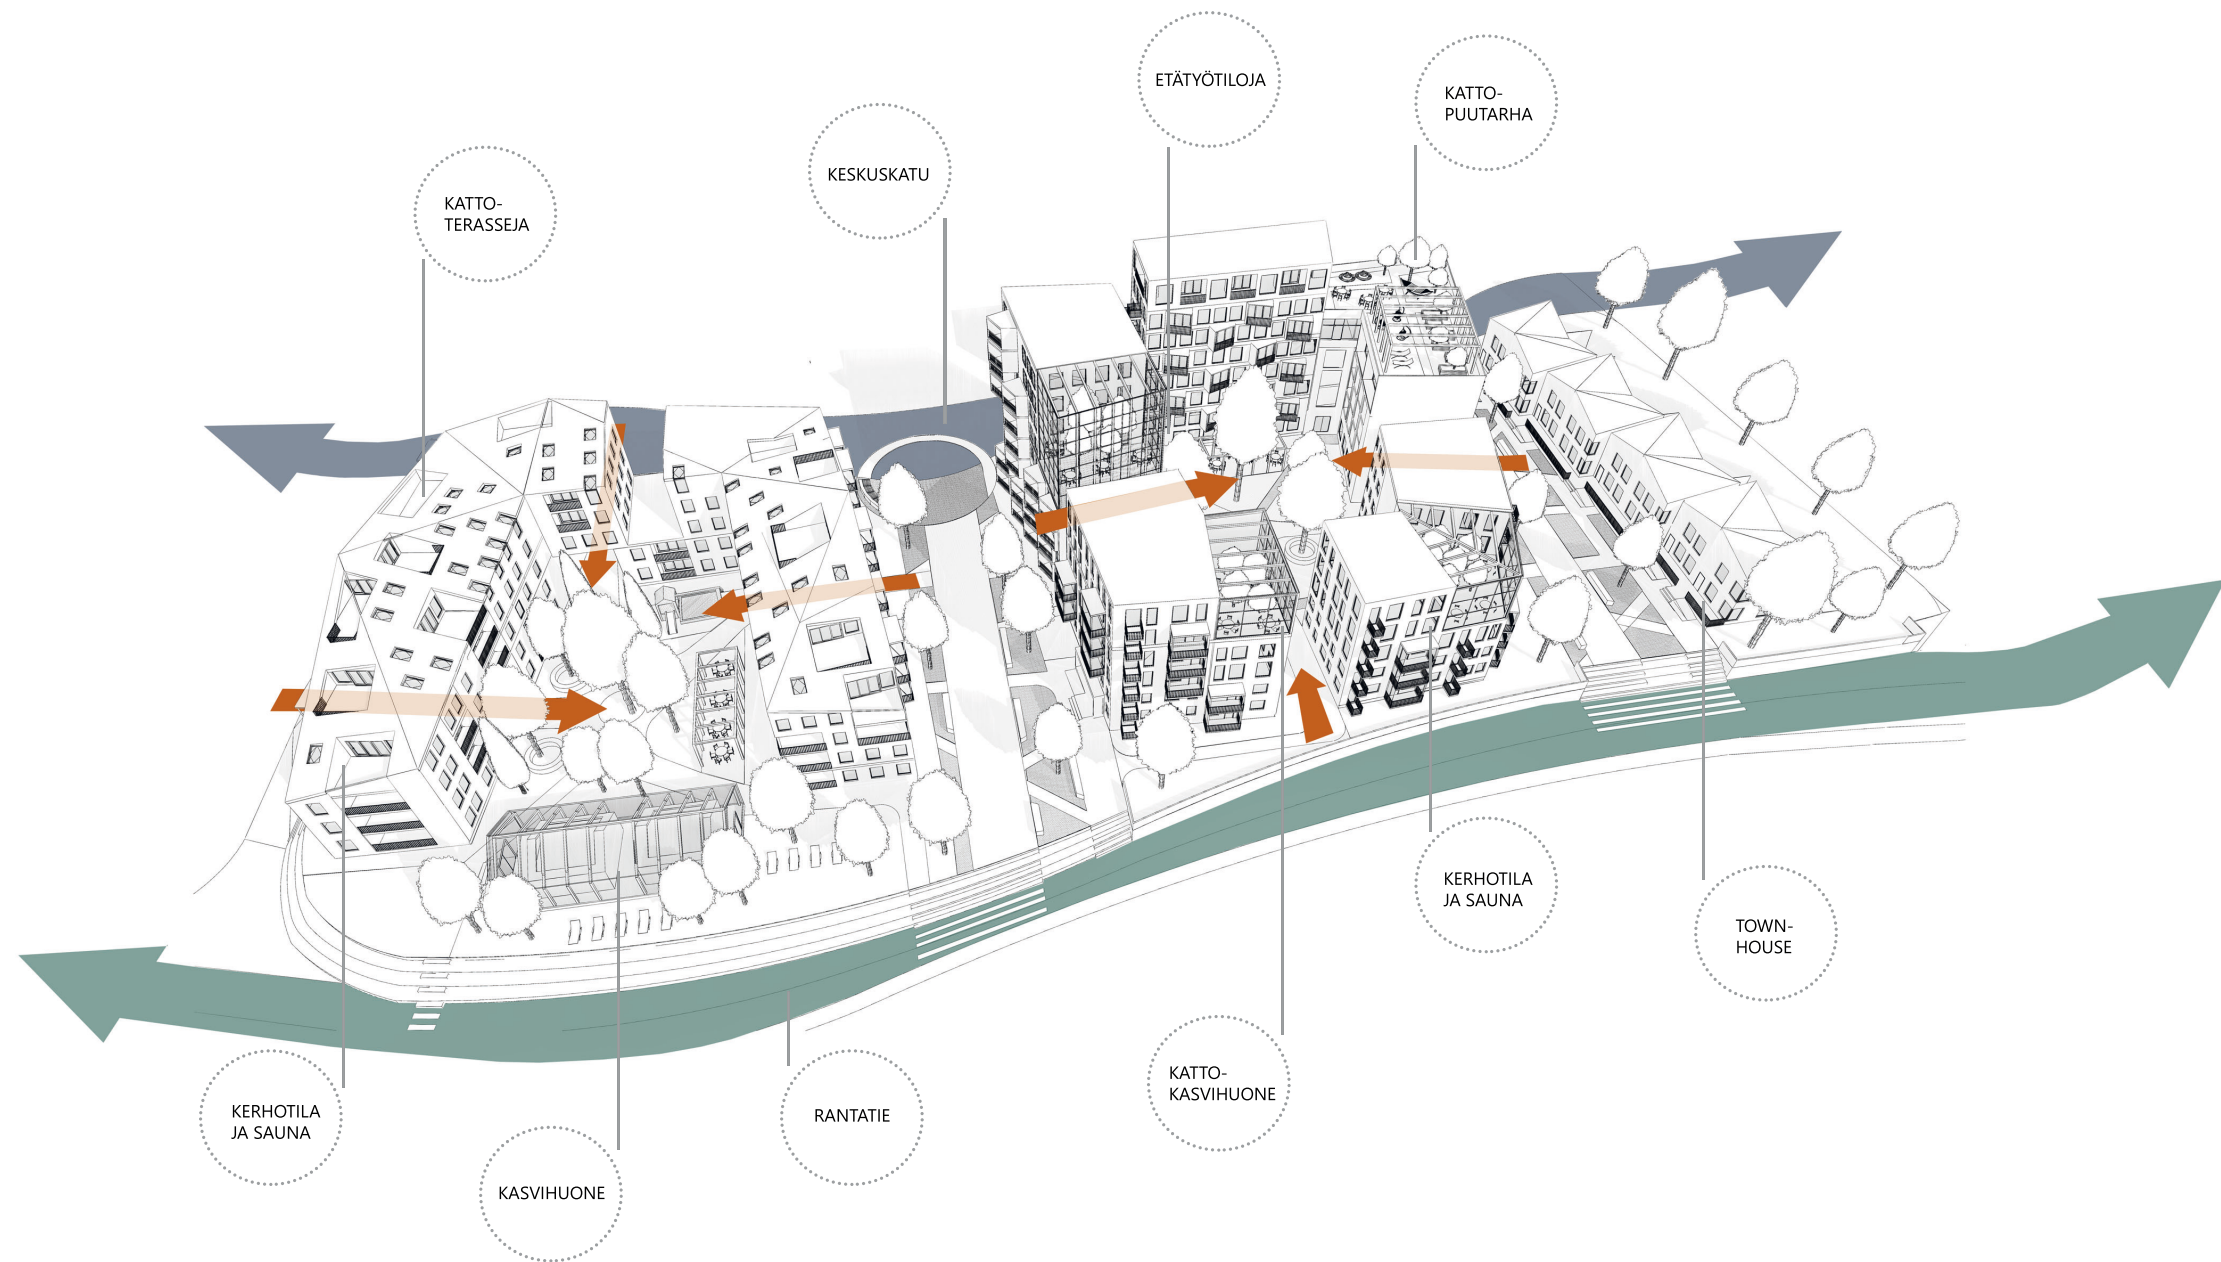 ETÄTYÖTILOJA
KATTO-
PUUTARHA
KESKUSKATU
KATTO-
TERASSEJA
KERHOTILA
JA SAUNA
TOWN-
HOUSE
KATTO-
KASVIHUONE
KERHOTILA
JA SAUNA
RANTATIE
KASVIHUONE